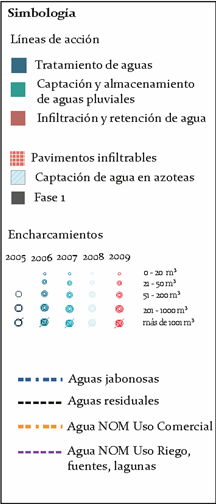 Simbología
Líneas de acción
Tratamiento de aguas
Captación y almacenamiento
de aguas pluviales
Infiltración y retención de agua
Pavimentos infiltrables
Captación de agua en azoteas
Fase 1
Encharcamientos
2005 2006 2007 2008 2009
0 - 20 m³
21 - 50 m³
51 - 200 m³
201 - 1000 m³
más de 1001 m³
Aguas jabonosas
Aguas residuales
Agua NOM Uso Comercial
Agua NOM Uso Riego,
fuentes, lagunas